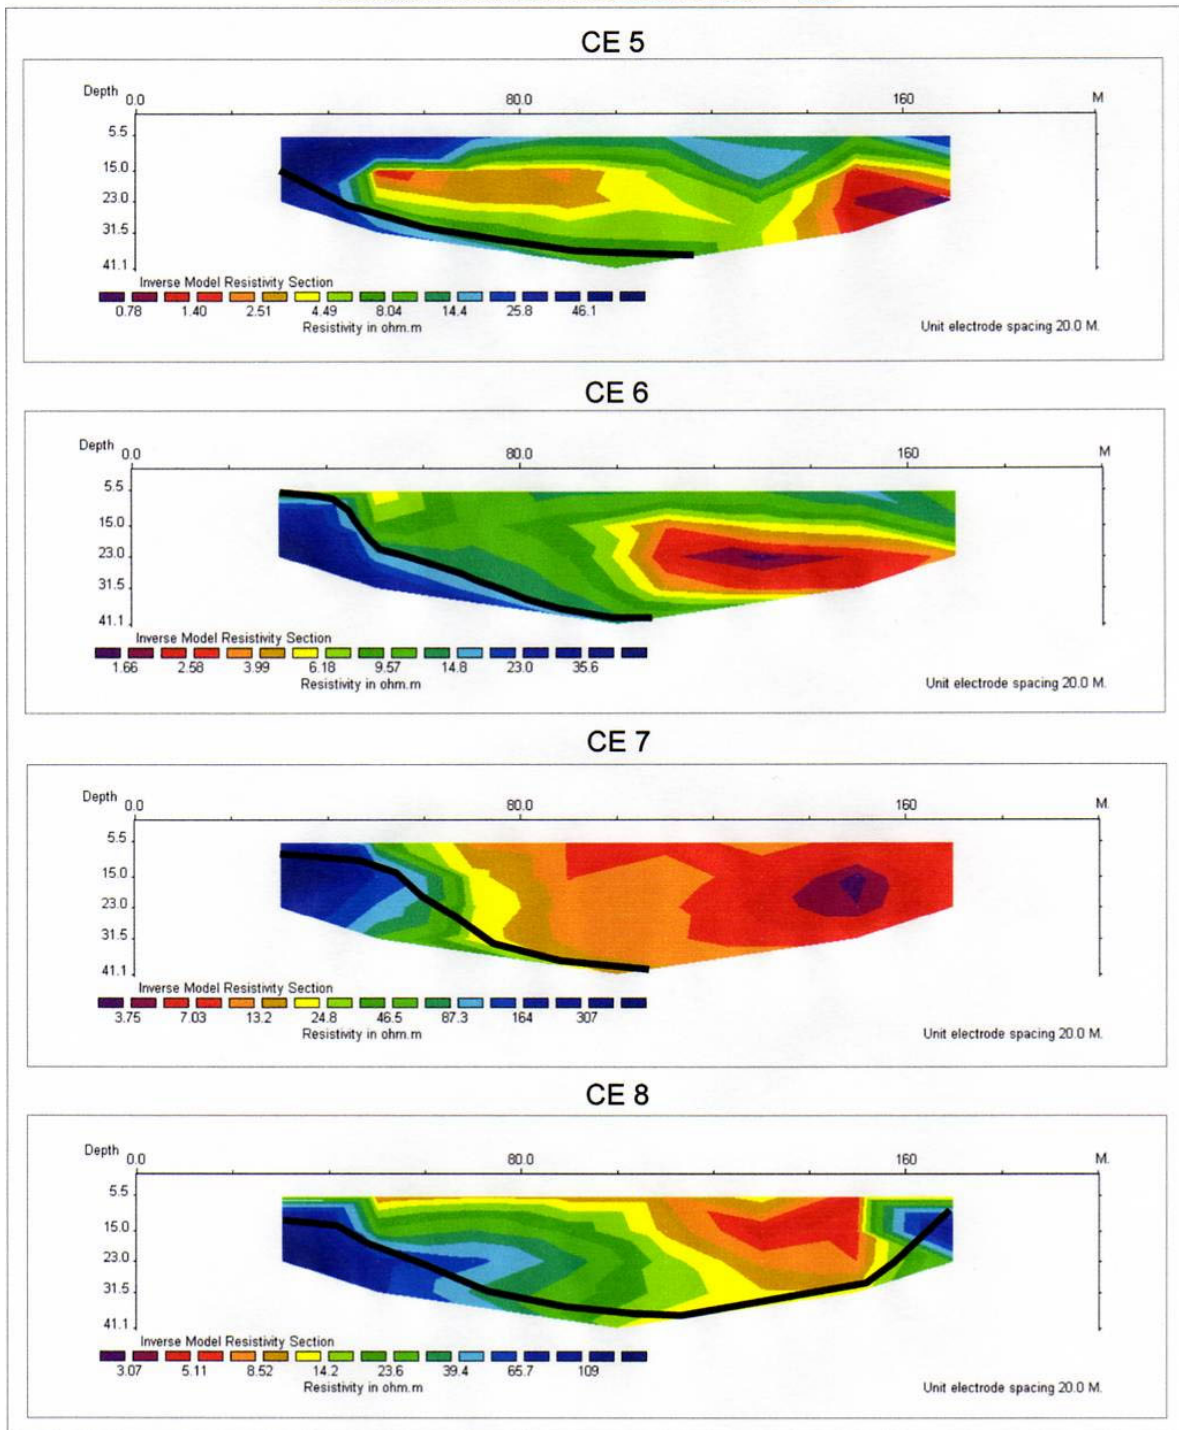 CE 5
Depth 0.0 80.0 160 M
5.5
15.0
23.0
31.5
41.1
Inverse Model Resistivity Section
0.78 1.40 2.51 4.49 8.04 14.4 25.8 46.1
Resistivity in ohm.m Unit electrode spacing 20.0 M.
CE 6
Depth 0.0 80.0 160 M
5.5
15.0
23.0
31.5
41.1
Inverse Model Resistivity Section
1.66 2.58 3.99 6.18 9.57 14.8 23.0 35.6
Resistivity in ohm.m Unit electrode spacing 20.0 M.
CE 7
Depth 0.0 80.0 160 M.
5.5
15.0
23.0
31.5
41.1
Inverse Model Resistivity Section
3.75 7.03 13.2 24.8 46.5 87.3 164 307
Resistivity in ohm.m Unit electrode spacing 20.0 M.
CE 8
Depth 0.0 80.0 160 M.
5.5
15.0
23.0
31.5
41.1
Inverse Model Resistivity Section
3.07 5.11 8.52 14.2 23.6 39.4 65.7 109
Resistivity in ohm.m Unit electrode spacing 20.0 M.